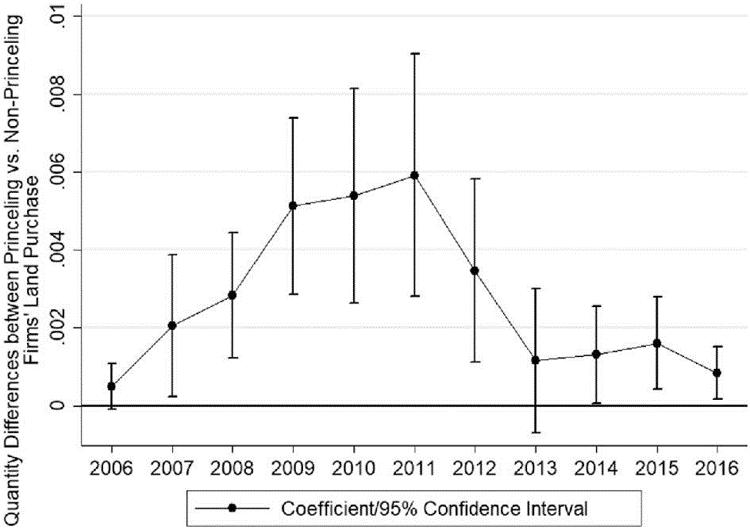 Quantity Differences between Princeling vs. Non-Princeling
Firms' Land Purchase
.01
.008
.006
.004
.002
0
2006 2007 2008 2009 2010 2011 2012 2013 2014 2015 2016
Coefficient/95% Confidence Interval